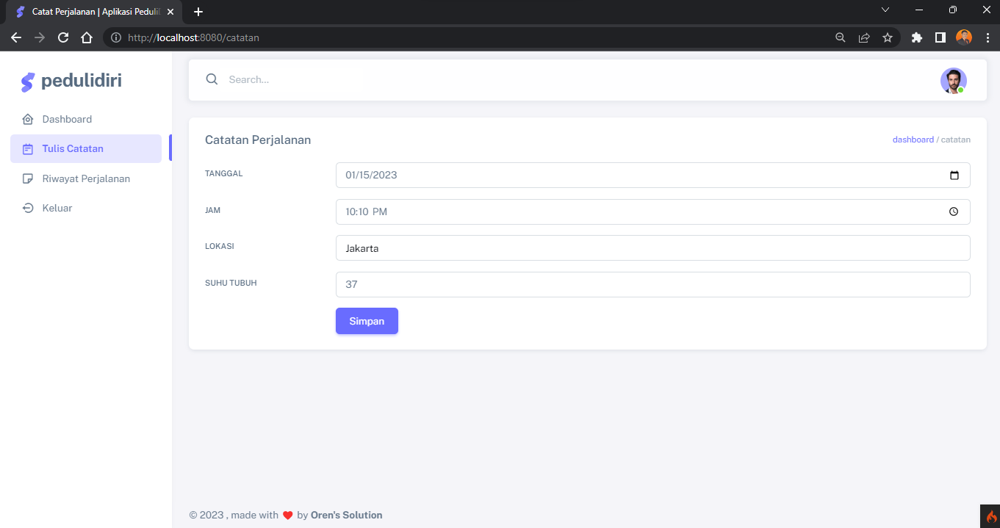 Catat Perjalanan | Aplikasi Peduli
http://localhost:8080/catatan
pedulidiri
Search...
Dashboard
Tulis Catatan
Riwayat Perjalanan
Keluar
Catatan Perjalanan
dashboard / catatan
TANGGAL
01/15/2023
JAM
10:10 PM
LOKASI
Jakarta
SUHU TUBUH
37
Simpan
© 2023 , made with ❤️ by Oren's Solution